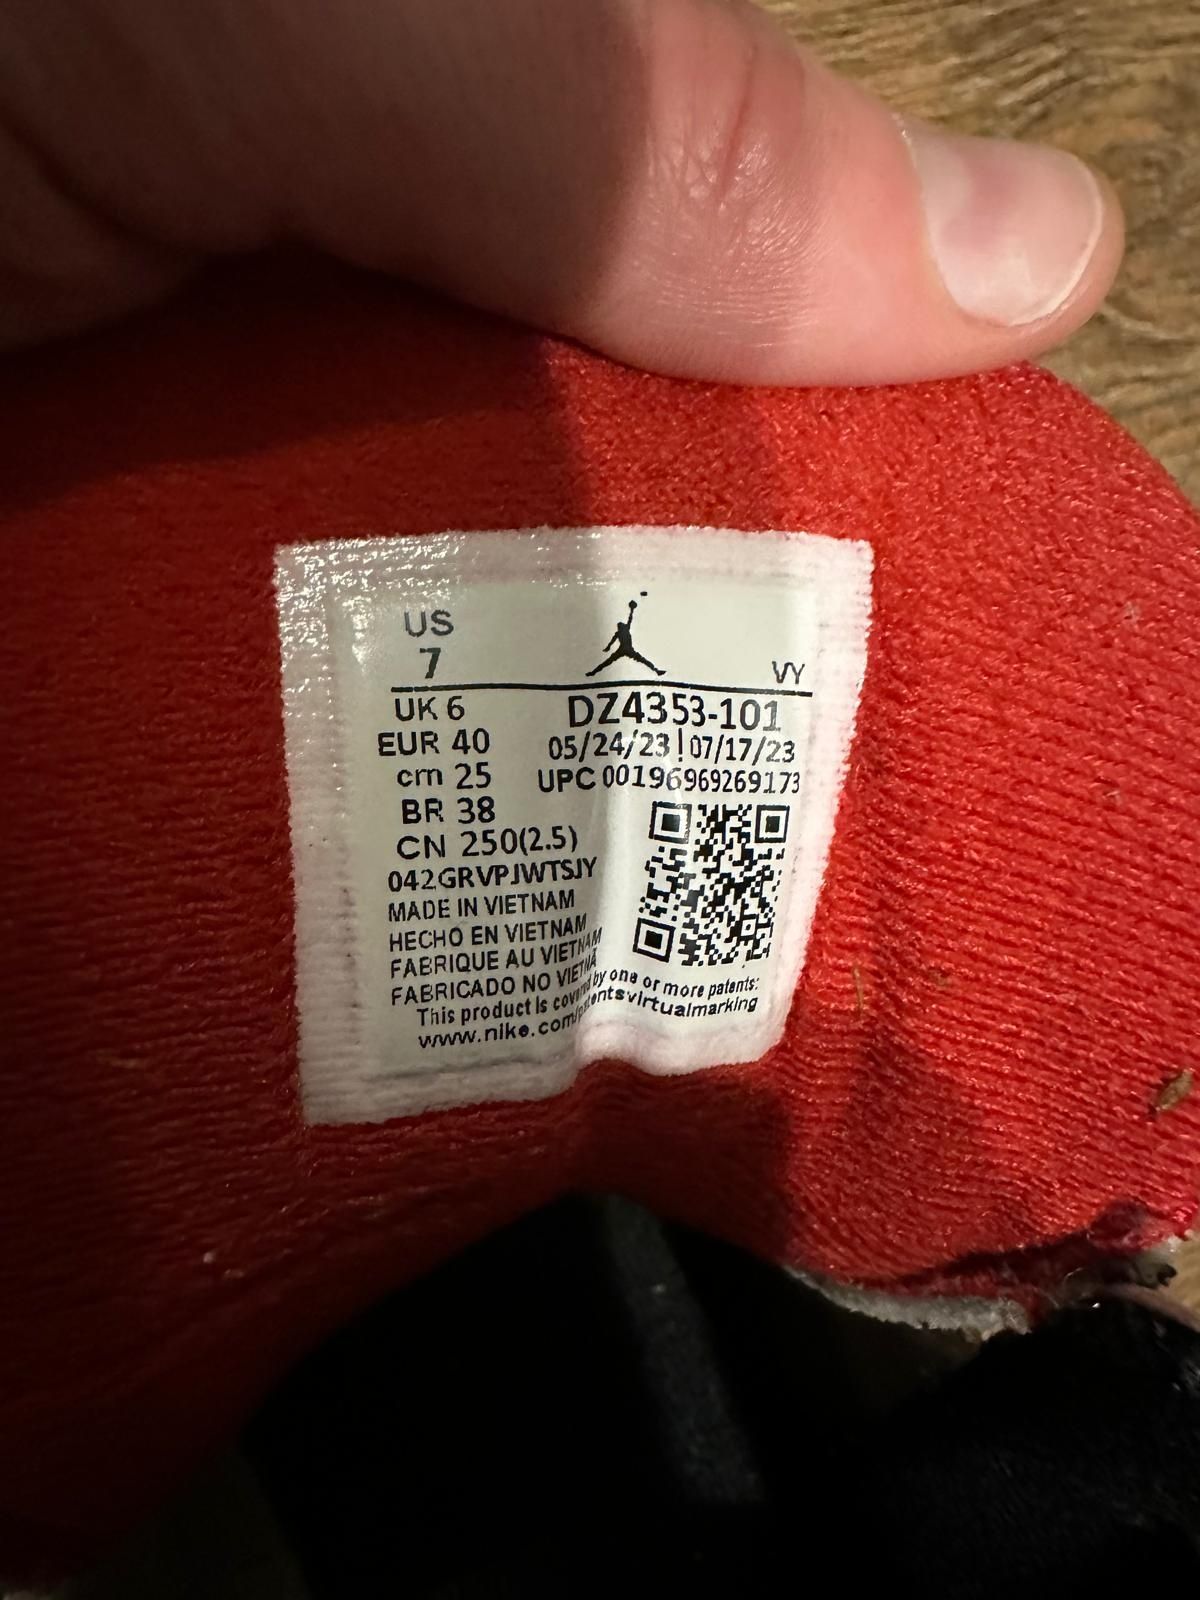 US
7
VY
UK 6
DZ4353-101
EUR 40
05/24/23 | 07/17/23
cm 25
UPC 00196969269173
BR 38
CN 250(2.5)
042GRVPJWTSJY
MADE IN VIETNAM
HECHO EN VIETNAM
FABRIQUE AU VIETNAM
FABRICADO NO VIETNÃ
This product is covered by one or more patents:
www.nike.com/patentsvirtualmarking